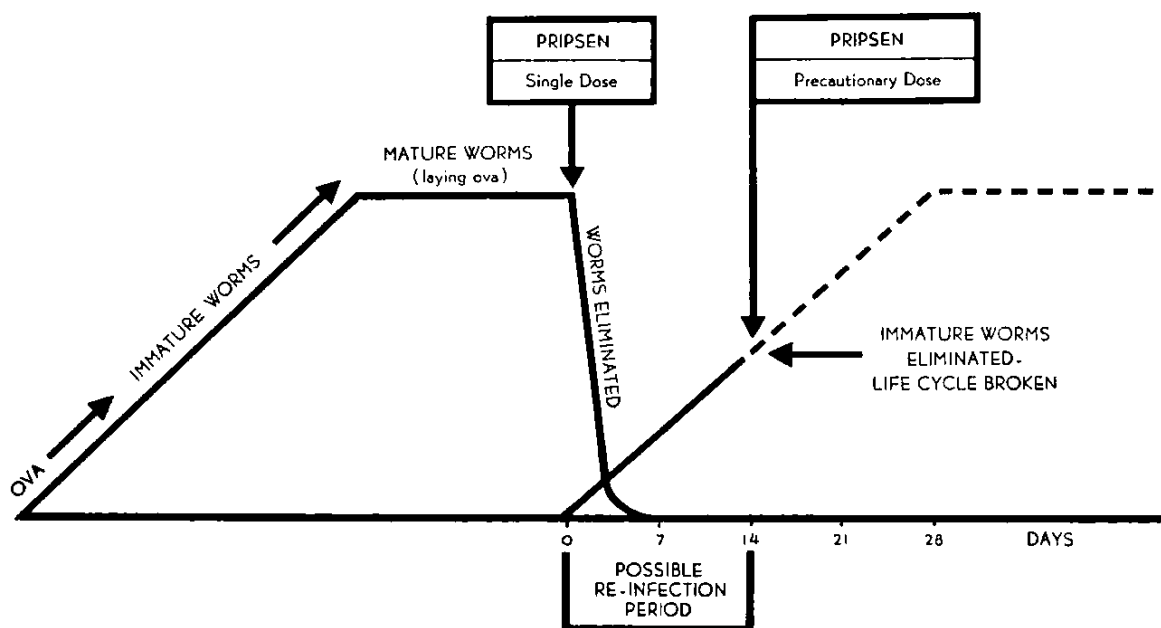 PRIPSEN
Single Dose
PRIPSEN
Precautionary Dose
MATURE WORMS
(laying ova)
OVA
IMMATURE WORMS
WORMS ELIMINATED
IMMATURE WORMS
ELIMINATED-
LIFE CYCLE BROKEN
0 7 14 21 28 DAYS
POSSIBLE
RE-INFECTION
PERIOD